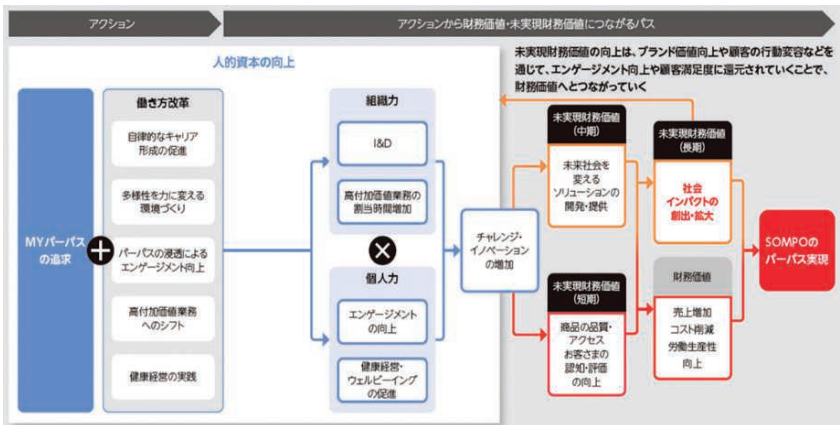 アクション
アクションから財務価値・未実現財務価値につながるパス
人的資本の向上
未実現財務価値の向上は、ブランド価値向上や顧客の行動変容などを
通じて、エンゲージメント向上や顧客満足度に還元されていくことで、
財務価値へとつながっていく
MYパーパス
の追求
働き方改革
自律的なキャリア
形成の促進
多様性を力に変える
環境づくり
パーパスの浸透による
エンゲージメント向上
高付加価値業務
へのシフト
健康経営の実践
組織力
I&D
高付加価値業務の
割当時間増加
個人力
エンゲージメント
の向上
健康経営・
ウェルビーイング
の促進
チャレンジ・
イノベーション
の増加
未実現財務価値
(中期)
未来社会を
変える
ソリューションの
開発・提供
未実現財務価値
(短期)
商品の品質・
アクセス
お客さまの
認知・評価
の向上
未実現財務価値
(長期)
社会
インパクトの
創出・拡大
財務価値
売上増加
コスト削減
労働生産性
向上
SOMPOの
パーパス実現